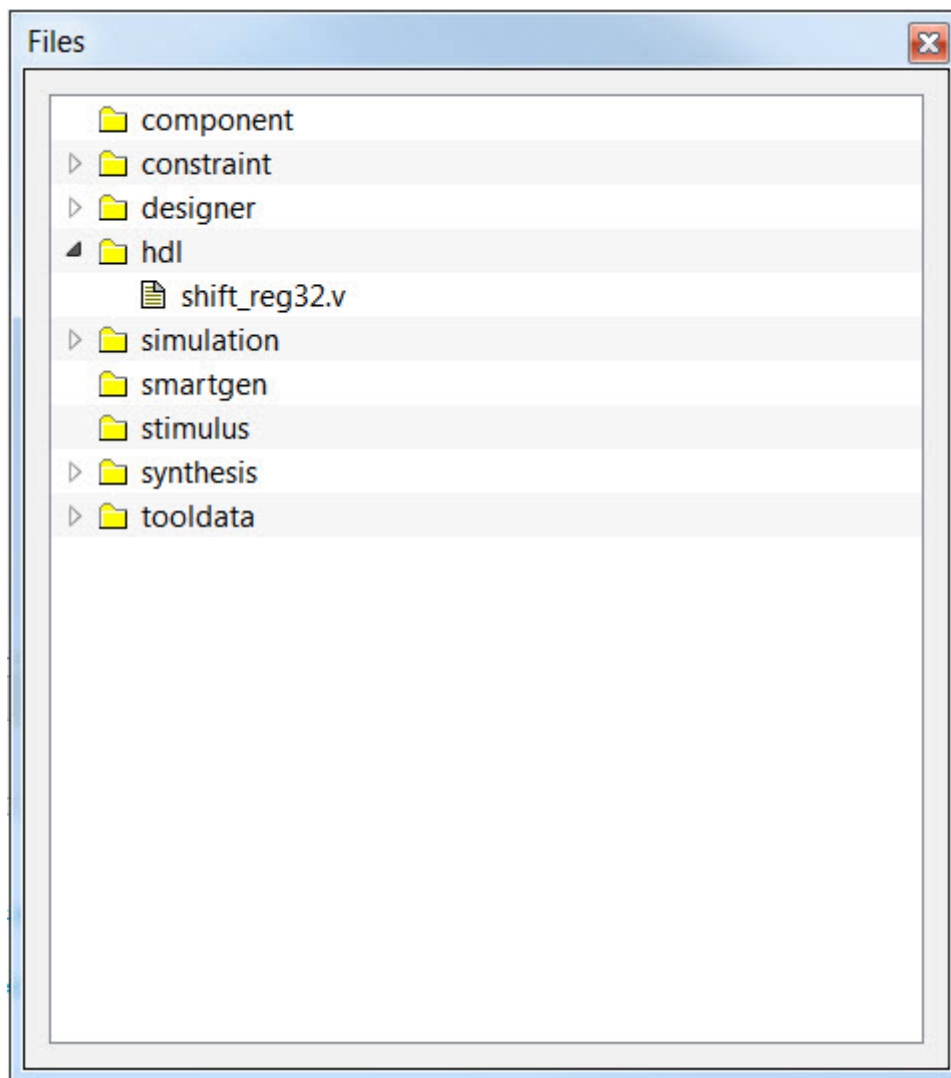 Files
component
constraint
designer
hdl
shift_reg32.v
simulation
smartgen
stimulus
synthesis
tooldata